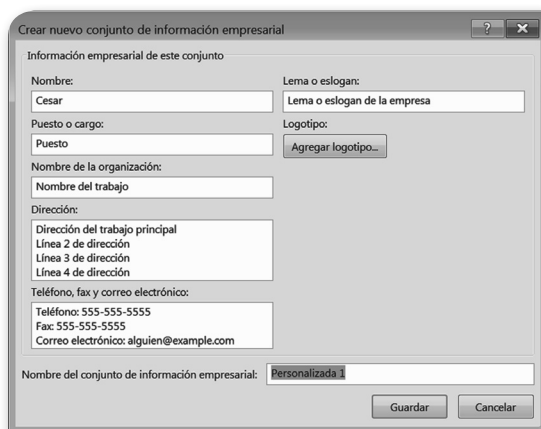 Crear nuevo conjunto de información empresarial
Información empresarial de este conjunto
Nombre:
Cesar
Puesto o cargo:
Puesto
Nombre de la organización:
Nombre del trabajo
Dirección:
Dirección del trabajo principal
Línea 2 de dirección
Línea 3 de dirección
Línea 4 de dirección
Teléfono, fax y correo electrónico:
Teléfono: 555-555-5555
Fax: 555-555-5555
Correo electrónico: alguien@example.com
Lema o eslogan:
Lema o eslogan de la empresa
Logotipo:
Agregar logotipo...
Nombre del conjunto de información empresarial:
Personalizada 1
Guardar
Cancelar